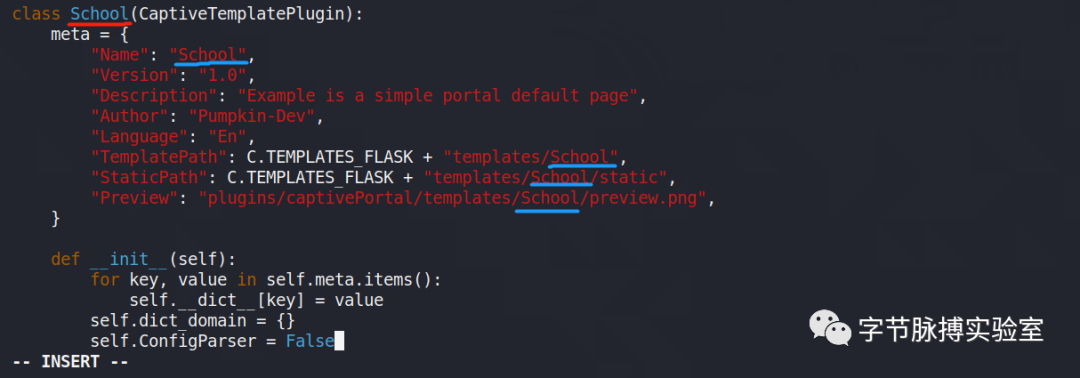 class School(CaptiveTemplatePlugin):
    meta = {
        "Name": "School",
        "Version": "1.0",
        "Description": "Example is a simple portal default page",
        "Author": "Pumpkin-Dev",
        "Language": "En",
        "TemplatePath": C.TEMPLATES_FLASK + "templates/School",
        "StaticPath": C.TEMPLATES_FLASK + "templates/School/static",
        "Preview": "plugins/captivePortal/templates/School/preview.png",
    }
    def __init__(self):
        for key, value in self.meta.items():
            self.__dict__[key] = value
        self.dict_domain = {}
        self.ConfigParser = False
-- INSERT --
字节脉搏实验室